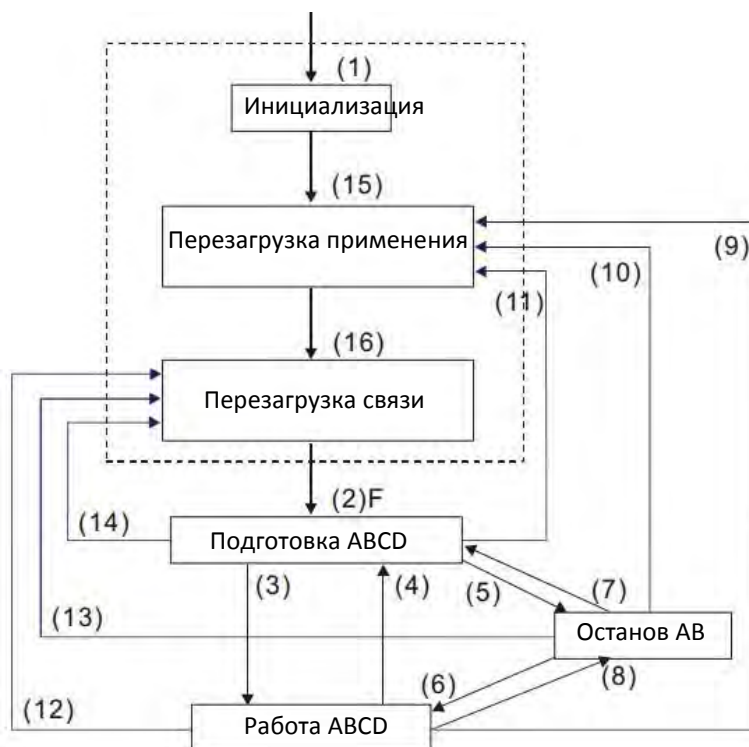 (1)
Инициализация
(15)
Перезагрузка применения
(9)
(10)
(11)
(16)
Перезагрузка связи
(2)F
(14)
Подготовка ABCD
(3)
(4)
(5)
(7)
(13)
Останов AB
(6)
(8)
(12)
Работа ABCD